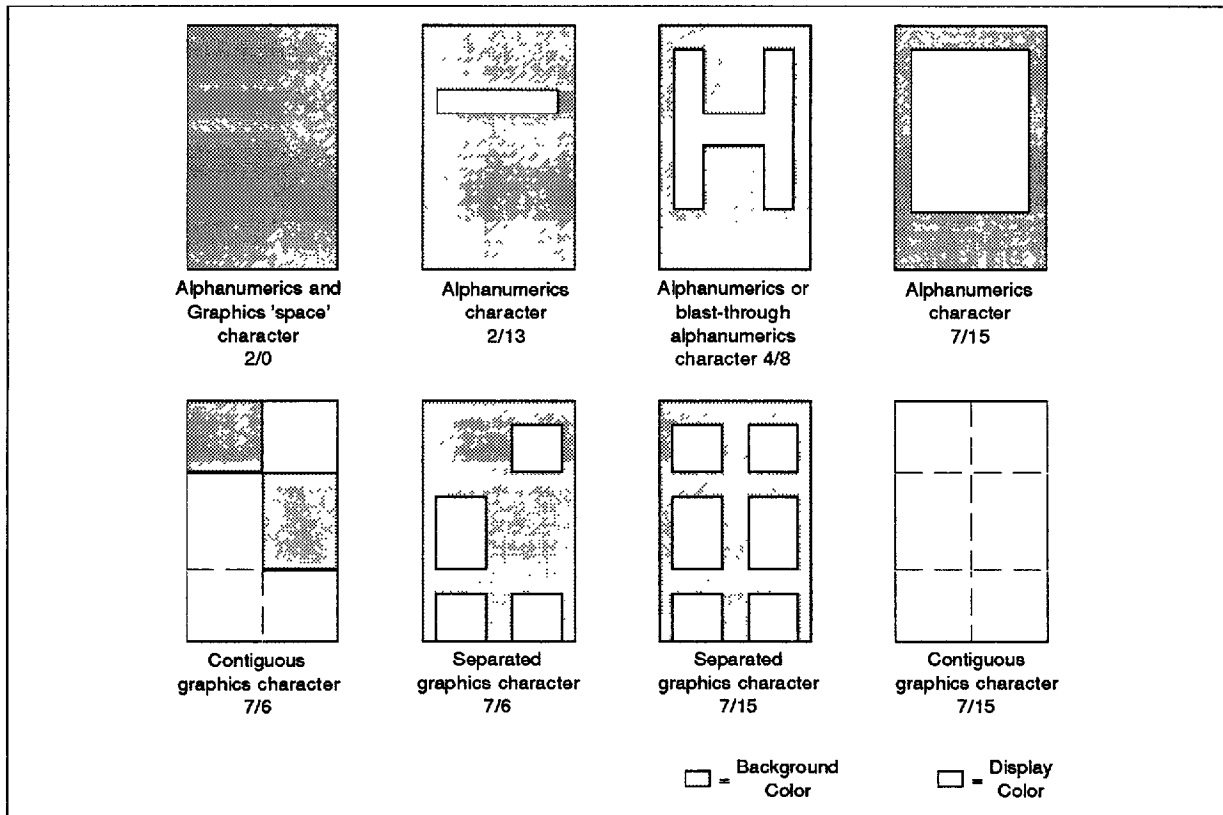 Alphanumerics and
Graphics 'space'
character
2/0
Alphanumerics
character
2/13
Alphanumerics or
blast-through
alphanumerics
character 4/8
Alphanumerics
character
7/15
Contiguous
graphics character
7/6
Separated
graphics character
7/6
Separated
graphics character
7/15
Contiguous
graphics character
7/15
= Background
Color
= Display
Color